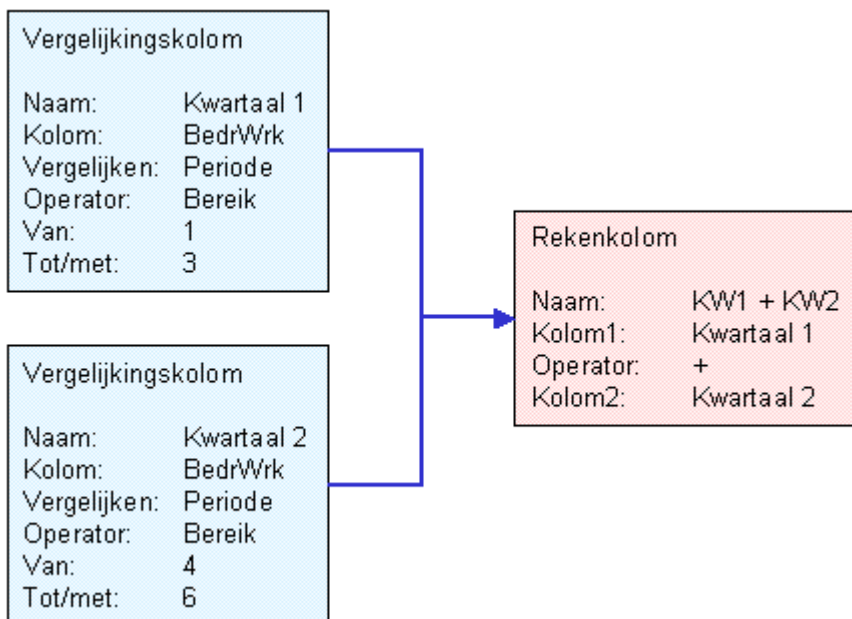 Vergelijkingskolom
Naam: Kwartaal 1
Kolom: BedrWrk
Vergelijken: Periode
Operator: Bereik
Van: 1
Tot/met: 3
Vergelijkingskolom
Naam: Kwartaal 2
Kolom: BedrWrk
Vergelijken: Periode
Operator: Bereik
Van: 4
Tot/met: 6
Rekenkolom
Naam: KW1 + KW2
Kolom1: Kwartaal 1
Operator: +
Kolom2: Kwartaal 2